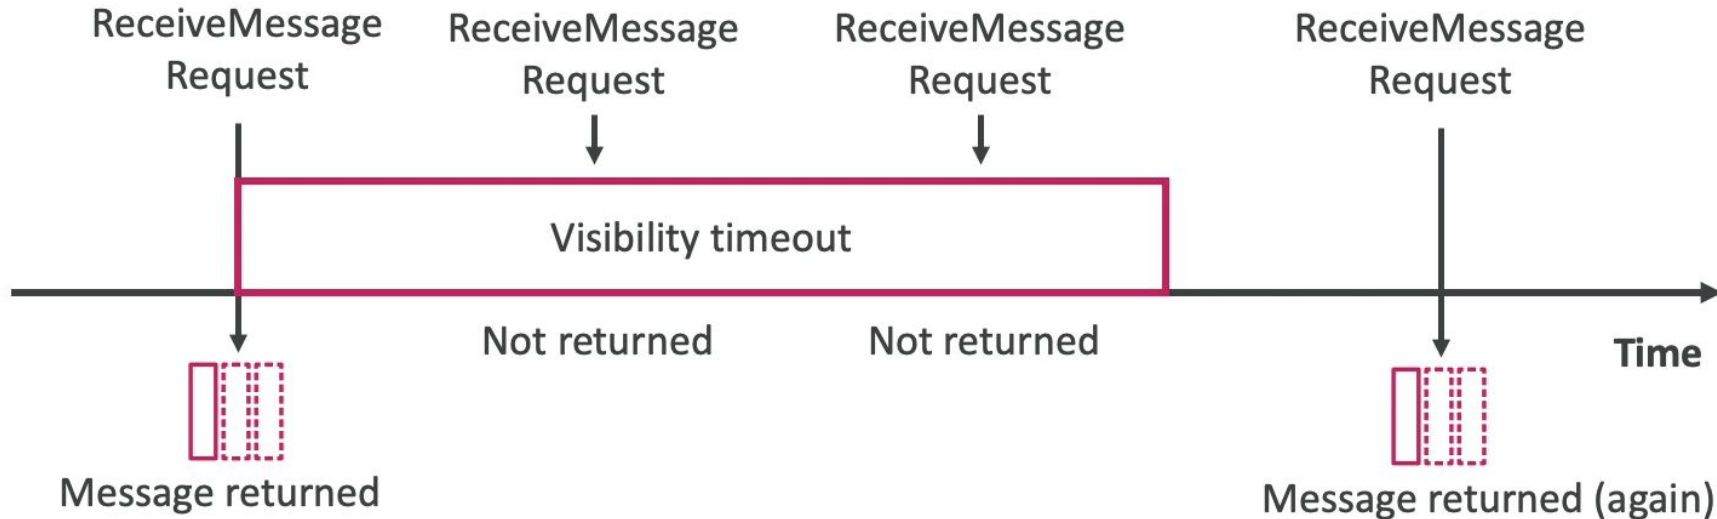 ReceiveMessage
Request
ReceiveMessage
Request
ReceiveMessage
Request
ReceiveMessage
Request
Visibility timeout
Not returned
Not returned
Time
Message returned
Message returned (again)